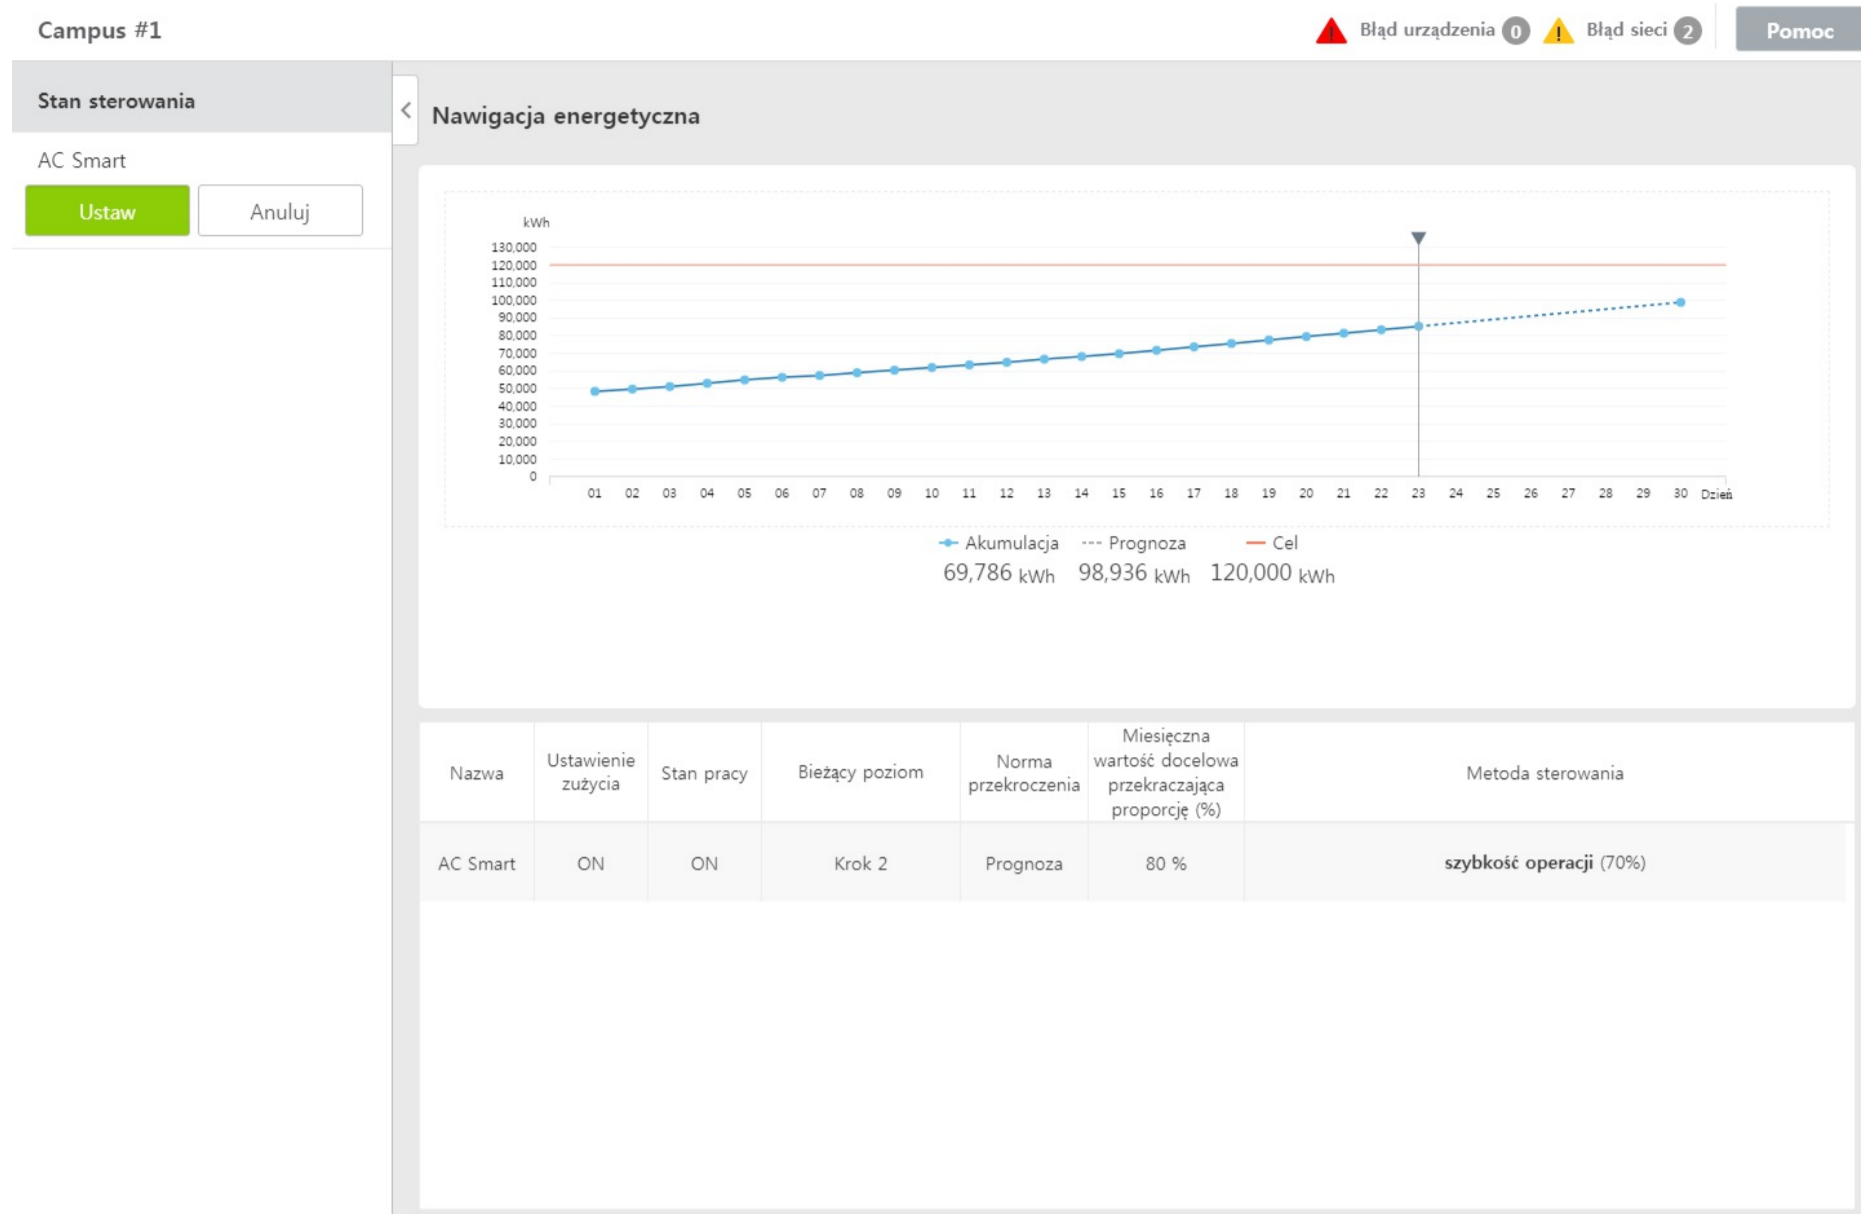 Campus #1
Błąd urządzenia 0
Błąd sieci 2
Pomoc
Stan sterowania
AC Smart
Ustaw
Anuluj
Nawigacja energetyczna
kWh
130,000
120,000
110,000
100,000
90,000
80,000
70,000
60,000
50,000
40,000
30,000
20,000
10,000
0
01 02 03 04 05 06 07 08 09 10 11 12 13 14 15 16 17 18 19 20 21 22 23 24 25 26 27 28 29 30 Dzień
Akumulacja Prognoza Cel
69,786 kWh 98,936 kWh 120,000 kWh
Nazwa
Ustawienie
zużycia
Stan pracy
Bieżący poziom
Norma
przekroczenia
Miesięczna
wartość docelowa
przekraczająca
proporcję (%)
Metoda sterowania
AC Smart ON ON Krok 2 Prognoza 80 % szybkość operacji (70%)